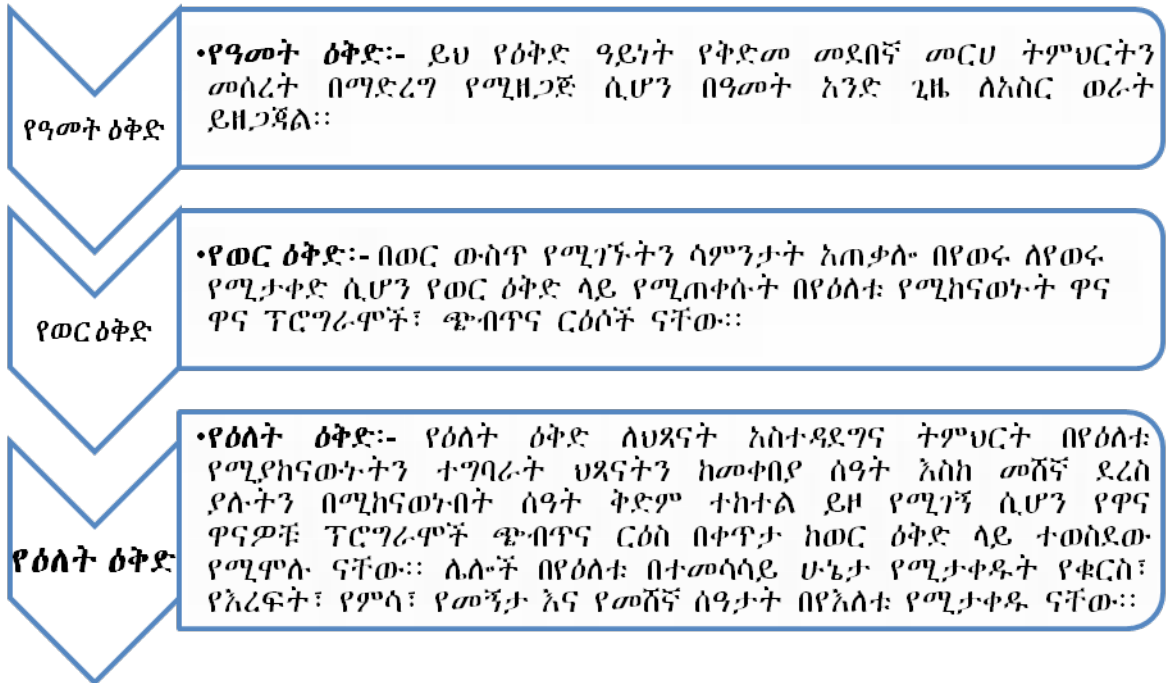 የዓመት ዕቅድ
•የዓመት ዕቅድ፡- ይህ የዕቅድ ዓይነት የቅድመ መደበኛ መርሀ ትምህርትን
መሰረት በማድረግ የሚዘጋጅ ሲሆን በዓመት አንድ ጊዜ ለአስር ወራት
ይዘጋጃል፡፡
የወር ዕቅድ
•የወር ዕቅድ፡- በወር ውስጥ የሚገኙትን ሳምንታት አጠቃሎ በየወሩ ለየወሩ
የሚታቀድ ሲሆን የወር ዕቅድ ላይ የሚጠቀሱት በየዕለቱ የሚከናወኑት ዋና
ዋና ፕሮግራሞች፣ ጭብጥና ርዕሶች ናቸው፡፡
የዕለት ዕቅድ
•የዕለት ዕቅድ፡- የዕለት ዕቅድ ለህጻናት አስተዳደግና ትምህርት በየዕለቱ
የሚያከናውኑትን ተግባራት ህጻናትን ከመቀበያ ሰዓት እስከ መሸኛ ደረስ
ያሉትን በሚከናወኑበት ሰዓት ቅድም ተከተል ይዞ የሚገኝ ሲሆን የዋና
ዋናዎቹ ፕሮግራሞች ጭብጥና ርዕስ በቀጥታ ከወር ዕቅድ ላይ ተወስደው
የሚሞሉ ናቸው፡፡ ሌሎች በየዕለቱ በተመሳሳይ ሁኔታ የሚታቀዱት የቁርስ፣
የእረፍት፣ የምሳ፣ የመኝታ እና የመሸኛ ሰዓታት በየእለቱ የሚታቀዱ ናቸው፡፡